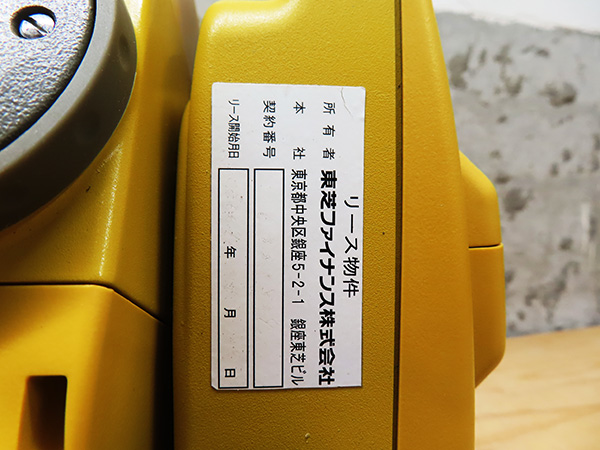 リース物件
所有者 東芝ファイナンス株式会社
本社 東京都中央区銀座5-2-1 銀座東芝ビル
契約番号
リース開始月日 年 月 日